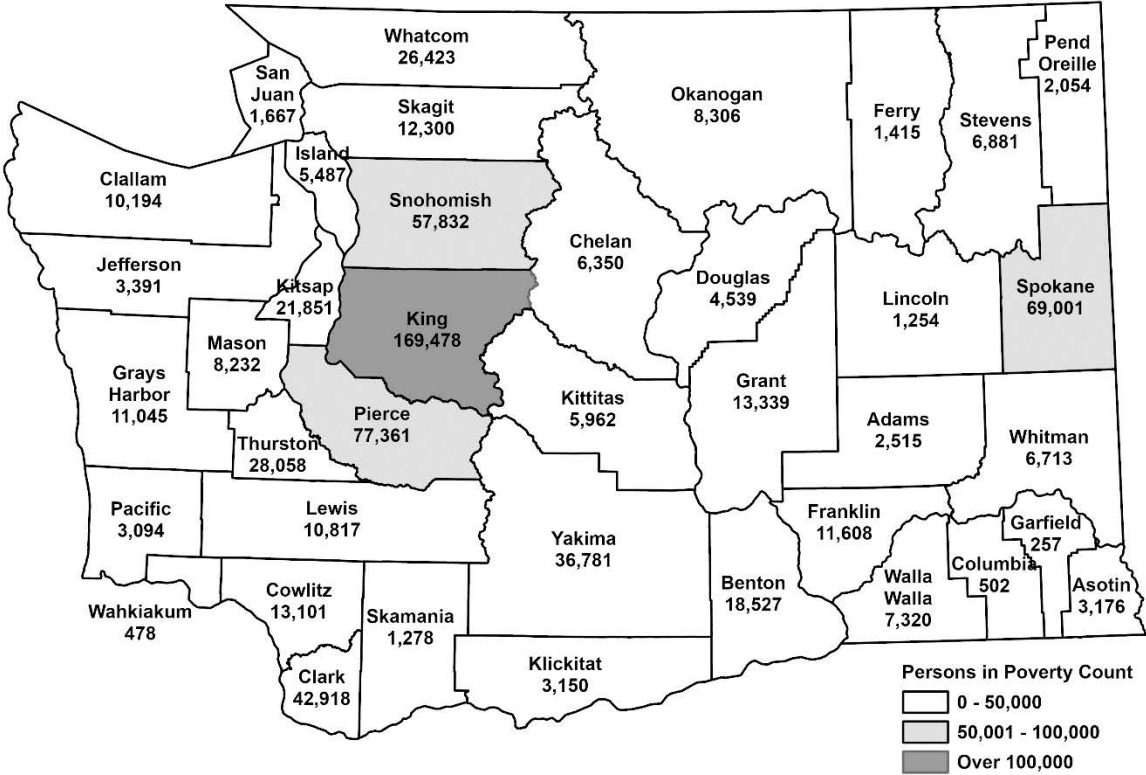 Whatcom
26,423
San
Juan
1,667
Skagit
12,300
Island
5,487
Okanogan
8,306
Ferry
1,415
Stevens
6,881
Pend
Oreille
2,054
Clallam
10,194
Snohomish
57,832
Chelan
6,350
Douglas
4,539
Jefferson
3,391
Kitsap
21,851
King
169,478
Lincoln
1,254
Spokane
69,001
Mason
8,232
Grays
Harbor
11,045
Pierce
77,361
Kittitas
5,962
Grant
13,339
Adams
2,515
Whitman
6,713
Thurston
28,058
Pacific
3,094
Lewis
10,817
Yakima
36,781
Franklin
11,608
Garfield
257
Columbia
502
Benton
18,527
Walla
Walla
7,320
Asotin
3,176
Wahkiakum
478
Cowlitz
13,101
Skamania
1,278
Clark
42,918
Klickitat
3,150
Persons in Poverty Count
0 - 50,000
50,001 - 100,000
Over 100,000